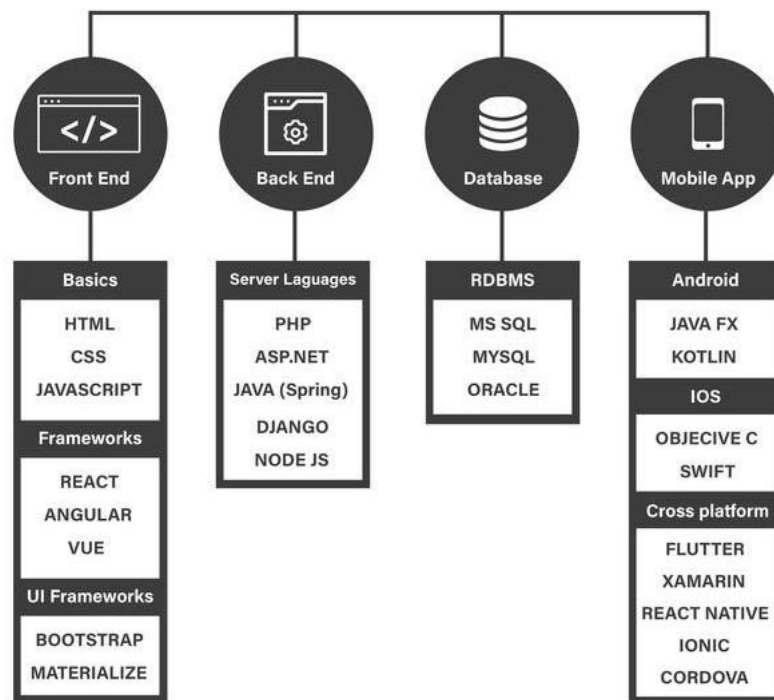 </>
Front End
Back End
Database
Mobile App
Basics
HTML
CSS
JAVASCRIPT
Frameworks
REACT
ANGULAR
VUE
UI Frameworks
BOOTSTRAP
MATERIALIZE
Server Laguages
PHP
ASP.NET
JAVA (Spring)
DJANGO
NODE JS
RDBMS
MS SQL
MYSQL
ORACLE
Android
JAVA FX
KOTLIN
IOS
OBJECIVE C
SWIFT
Cross platform
FLUTTER
XAMARIN
REACT NATIVE
IONIC
CORDOVA